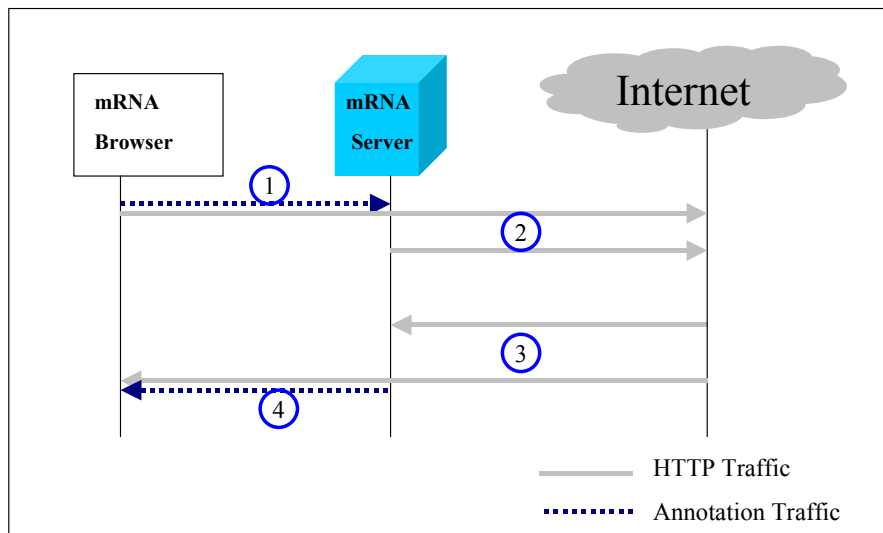 mRNA
Browser
mRNA
Server
Internet
1
2
3
4
HTTP Traffic
Annotation Traffic